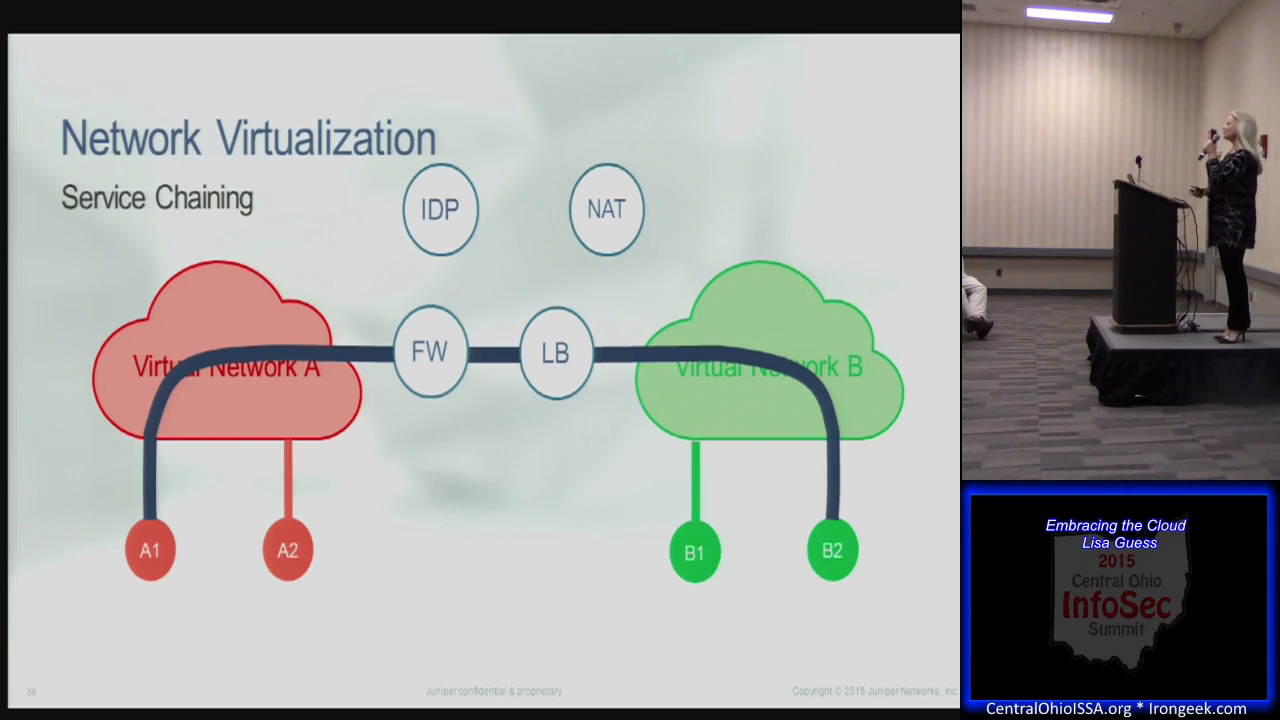 Network Virtualization
Service Chaining
IDP
NAT
Virtual Network A
FW
LB
Virtual Network B
A1
A2
B1
B2
38
Juniper confidential & proprietary
Copyright © 2015 Juniper Networks, Inc.
Embracing the Cloud
Lisa Guess
2015
Central Ohio
InfoSec
Summit
CentralOhioISSA.org * Irongeek.com